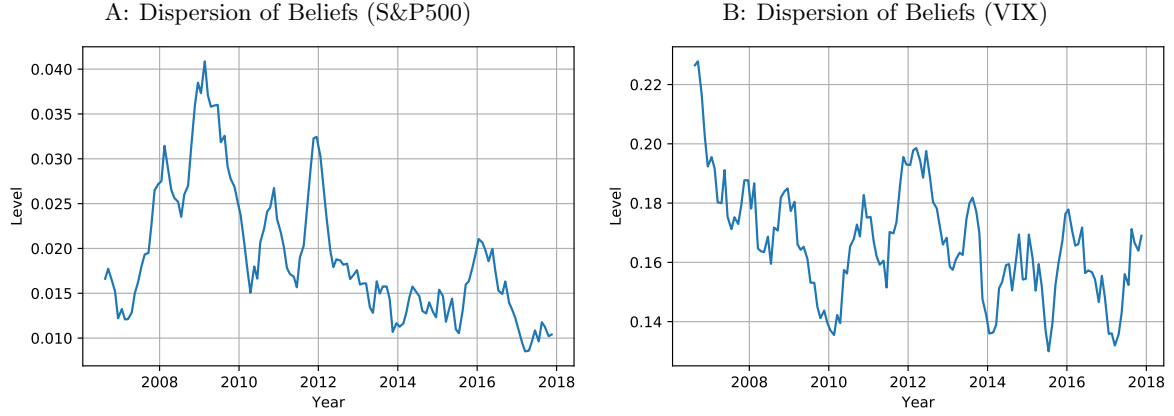 A: Dispersion of Beliefs (S&P500)
0.040
0.035
0.030
0.025
0.020
0.015
0.010
Level
2008 2010 2012 2014 2016 2018
Year
B: Dispersion of Beliefs (VIX)
0.22
0.20
0.18
0.16
0.14
Level
2008 2010 2012 2014 2016 2018
Year